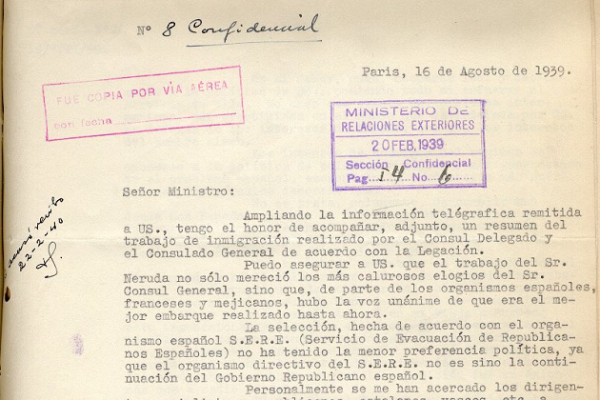 Nº 8 Confidencial
Paris, 16 de Agosto de 1939.
FUE COPIA POR VIA AÉREA
con fecha
MINISTERIO DE
RELACIONES EXTERIORES
20 FEB, 1939
Sección Confidencial
Pag. 14 No 6
Señor Ministro:
22-2-40
Ampliando la información telégrafica remitida
a US., tengo el honor de acompañar, adjunto, un resumen del
trabajo de inmigración realizado por el Consul Delegado y
el Consulado General de acuerdo con la Legación.
Puedo asegurar a US. que el trabajo del Sr.
Neruda no sólo mereció los más calurosos elogios del Sr.
Consul General, sino que, de parte de los organismos españoles,
franceses y mejicanos, hubo la voz unánime de que era el me-
jor embarque realizado hasta ahora.
La selección, hecha de acuerdo con el orga-
nismo español S.E.R.E. (Servicio de Evacuación de Republica-
nos Españoles) no ha tenido la menor preferencia política, ya
que el organismo directivo del S.E.R.E. no es sino la conti-
nuación del Gobierno Republicano español.
Personalmente se me han acercado los dirigen-